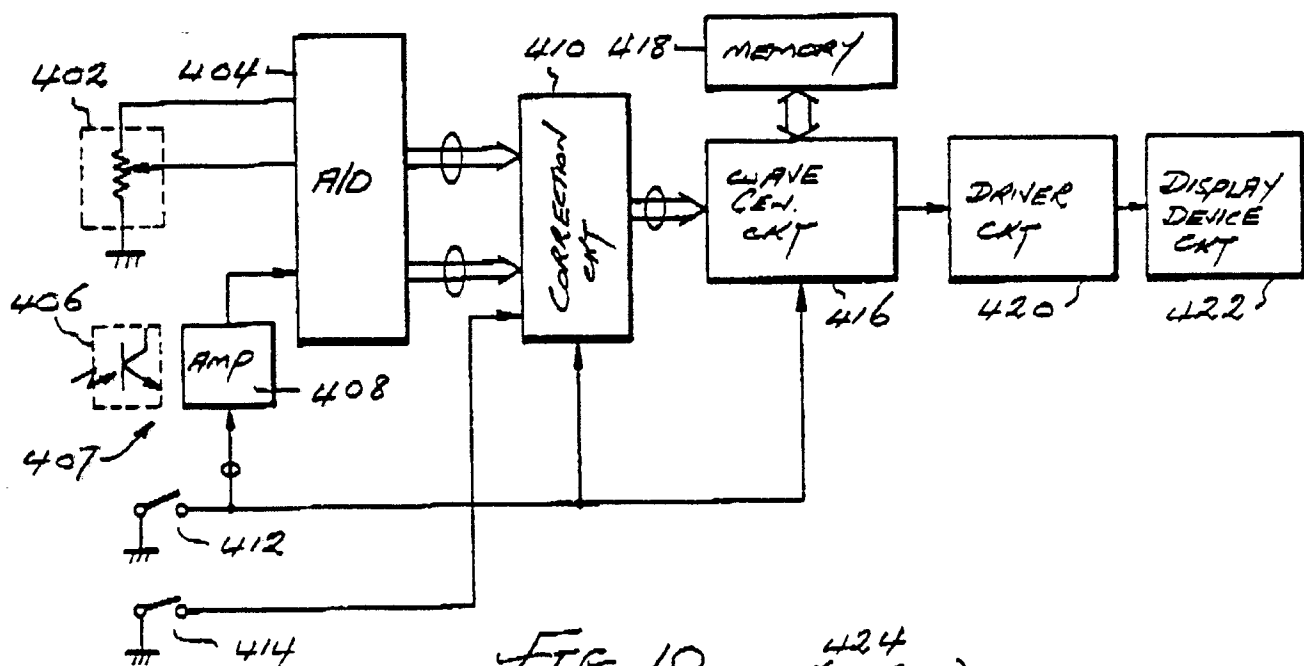 402
404
410
418
MEMORY
A/D
CORRECTION
CKT
WAVE
GEN.
CKT
DRIVER
CKT
DISPLAY
DEVICE
CKT
406
AMP
408
416
420
422
407
412
414
FIG 10
424